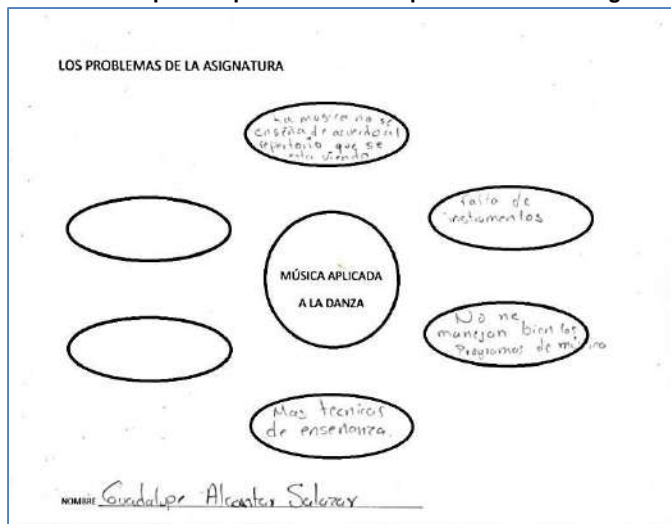 LOS PROBLEMAS DE LA ASIGNATURA
La musica no se
enseña de acuerdo al
repertorio que se
esta viendo
Falta de
instrumentos
MÚSICA APLICADA
A LA DANZA
No ne
manejan bien los
Programas de música
Mas tecnicas
de enseñanza.
NOMBRE Guadalupe Alcantar Salazar